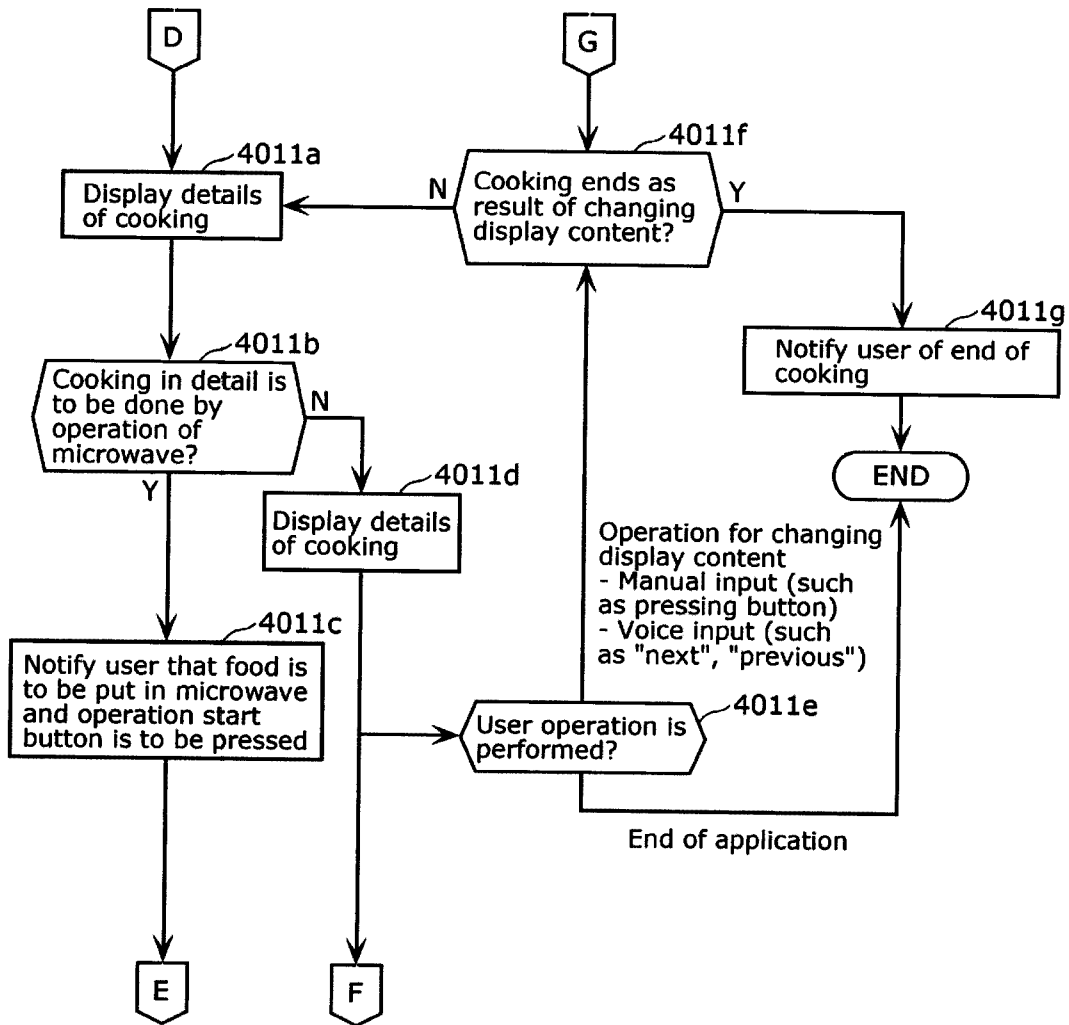 D
G
4011a
Display details
of cooking
4011f
Cooking ends as
result of changing
display content?
N
Y
4011b
Cooking in detail is
to be done by
operation of
microwave?
N
Y
4011g
Notify user of end of
cooking
END
4011d
Display details
of cooking
Operation for changing
display content
- Manual input (such
as pressing button)
- Voice input (such
as "next", "previous")
4011c
Notify user that food is
to be put in microwave
and operation start
button is to be pressed
4011e
User operation is
performed?
End of application
E
F